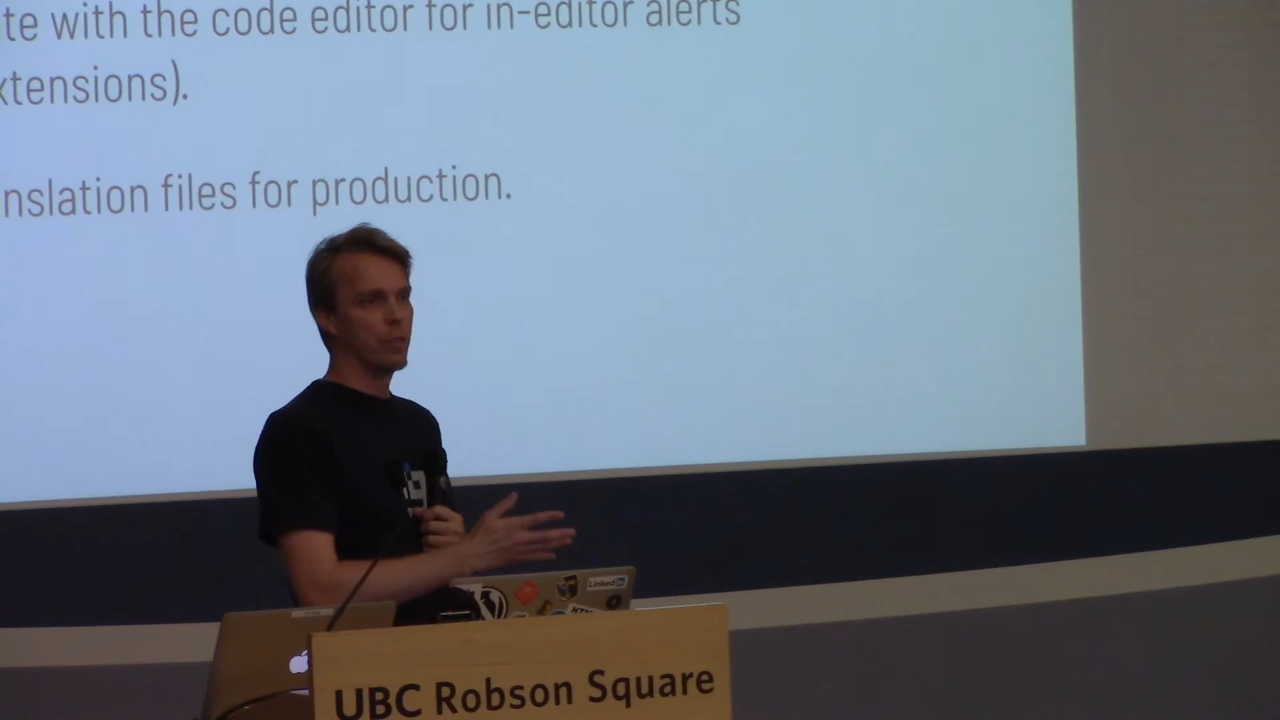 te with the code editor for in-editor alerts
xtensions).
nslation files for production.
LinkedIn
UBC Robson Square